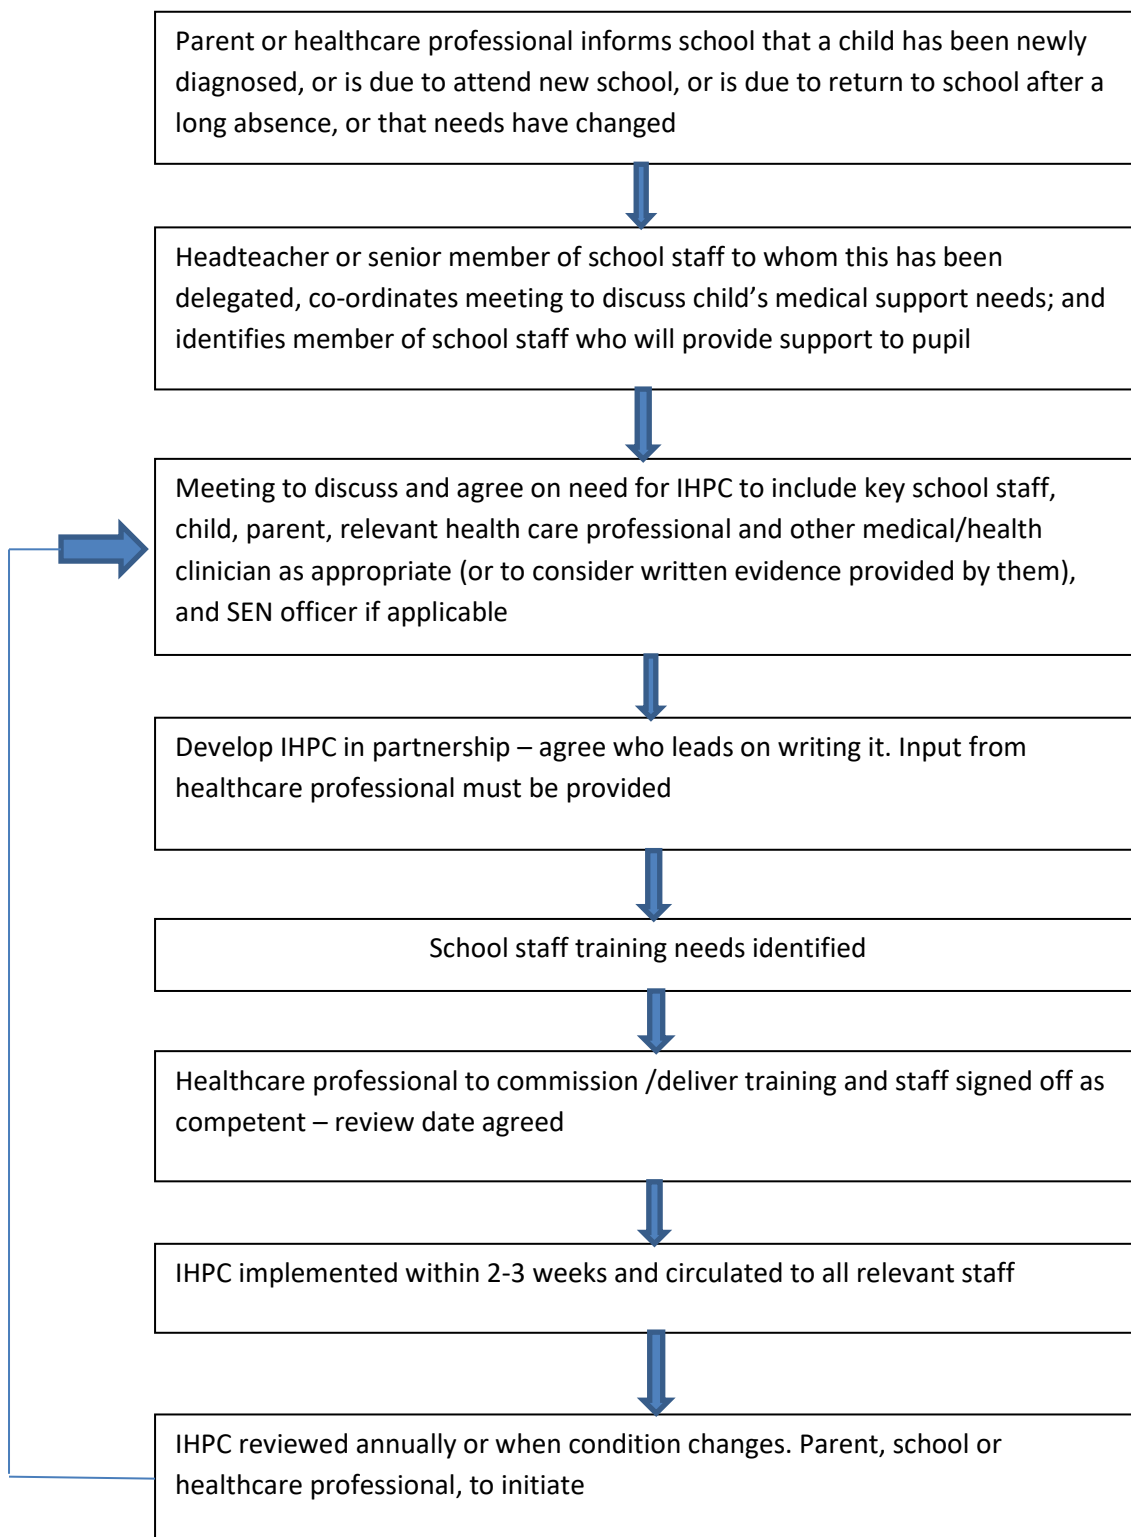 Parent or healthcare professional informs school that a child has been newly
diagnosed, or is due to attend new school, or is due to return to school after a
long absence, or that needs have changed
Headteacher or senior member of school staff to whom this has been
delegated, co-ordinates meeting to discuss child’s medical support needs; and
identifies member of school staff who will provide support to pupil
Meeting to discuss and agree on need for IHPC to include key school staff,
child, parent, relevant health care professional and other medical/health
clinician as appropriate (or to consider written evidence provided by them),
and SEN officer if applicable
Develop IHPC in partnership – agree who leads on writing it. Input from
healthcare professional must be provided
School staff training needs identified
Healthcare professional to commission /deliver training and staff signed off as
competent – review date agreed
IHPC implemented within 2-3 weeks and circulated to all relevant staff
IHPC reviewed annually or when condition changes. Parent, school or
healthcare professional, to initiate